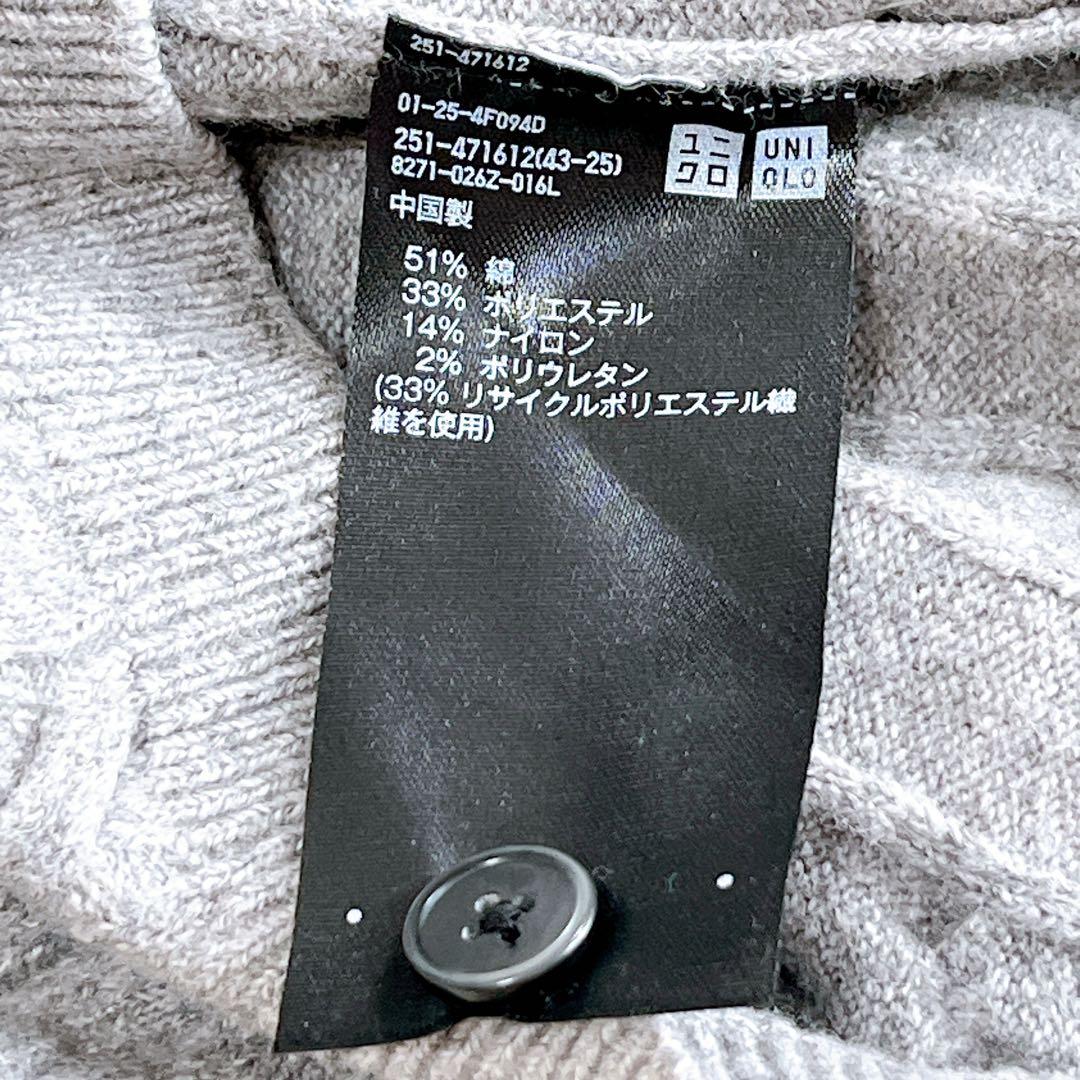 251-471612
01-25-4F094D
251-471612(43-25)
8271-026Z-016L
ユニ
クロ
UNI
QLO
中国製
51% 綿
33% ポリエステル
14% ナイロン
2% ポリウレタン
(33% リサイクルポリエステル繊
維を使用)